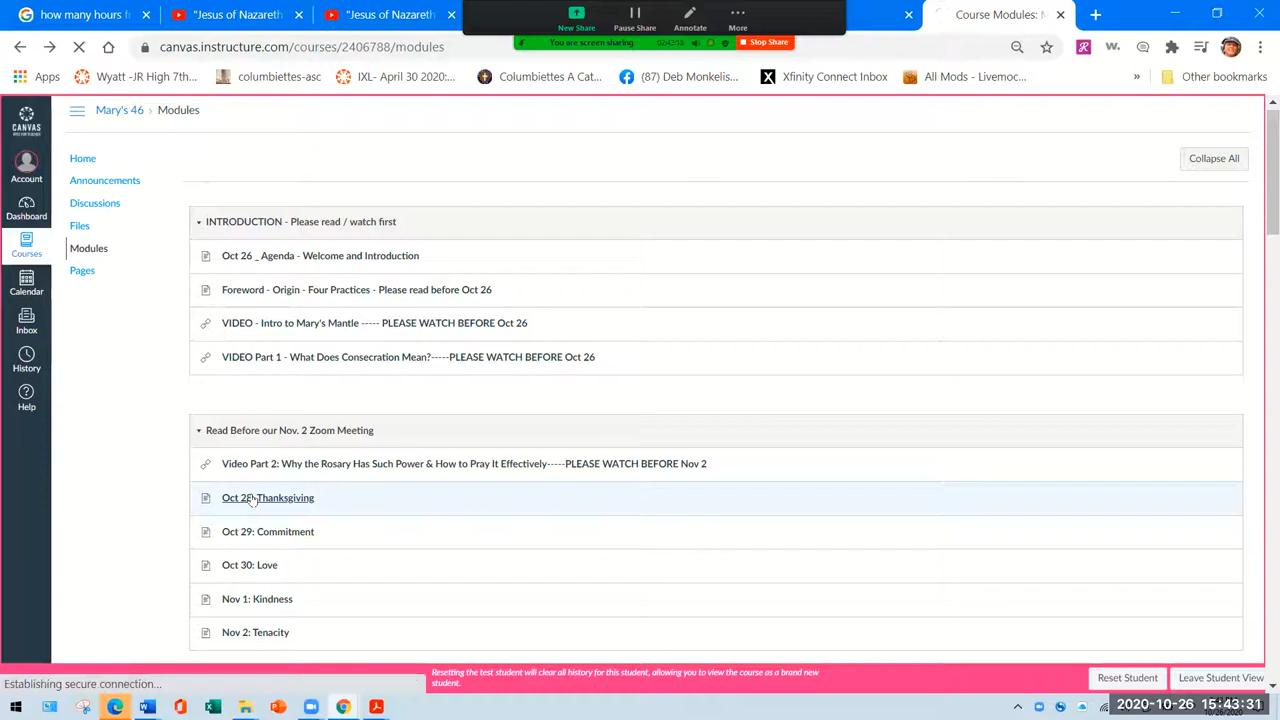 how many hours f
"Jesus of Nazareth
"Jesus of Nazareth
New Share
Pause Share
Annotate
More
You are screen sharing
02:43:13
Stop Share
Course Modules: M
canvas.instructure.com/courses/2406788/modules
Apps
Wyatt -JR High 7th...
columbiettes-asc
IXL- April 30 2020:...
Columbiettes A Cat...
(87) Deb Monkelis...
Xfinity Connect Inbox
All Mods - Livemoc...
»
Other bookmarks
CANVAS
Account
Dashboard
Courses
Calendar
Inbox
History
Help
Mary's 46 › Modules
Home
Announcements
Discussions
Files
Modules
Pages
Collapse All
INTRODUCTION - Please read / watch first
Oct 26 _ Agenda - Welcome and Introduction
Foreword - Origin - Four Practices - Please read before Oct 26
VIDEO - Intro to Mary's Mantle ----- PLEASE WATCH BEFORE Oct 26
VIDEO Part 1 - What Does Consecration Mean?-----PLEASE WATCH BEFORE Oct 26
Read Before our Nov. 2 Zoom Meeting
Video Part 2: Why the Rosary Has Such Power & How to Pray It Effectively-----PLEASE WATCH BEFORE Nov 2
Oct 28: Thanksgiving
Oct 29: Commitment
Oct 30: Love
Nov 1: Kindness
Nov 2: Tenacity
Resetting the test student will clear all history for this student, allowing you to view the course as a brand new
student.
Reset Student
Leave Student View
Establishing secure connection...
2020-10-26 15:43:31